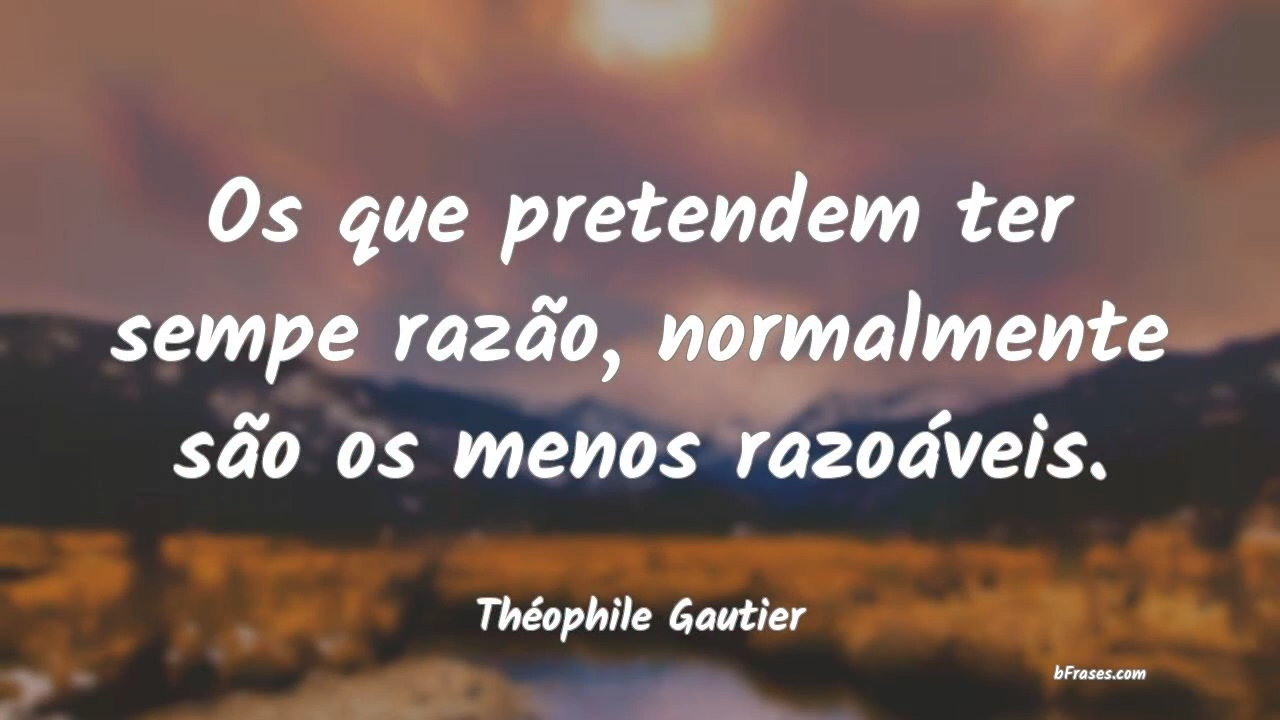 Os que pretendem ter
sempe razão, normalmente
são os menos razoáveis.
Théophile Gautier
bFrases.com